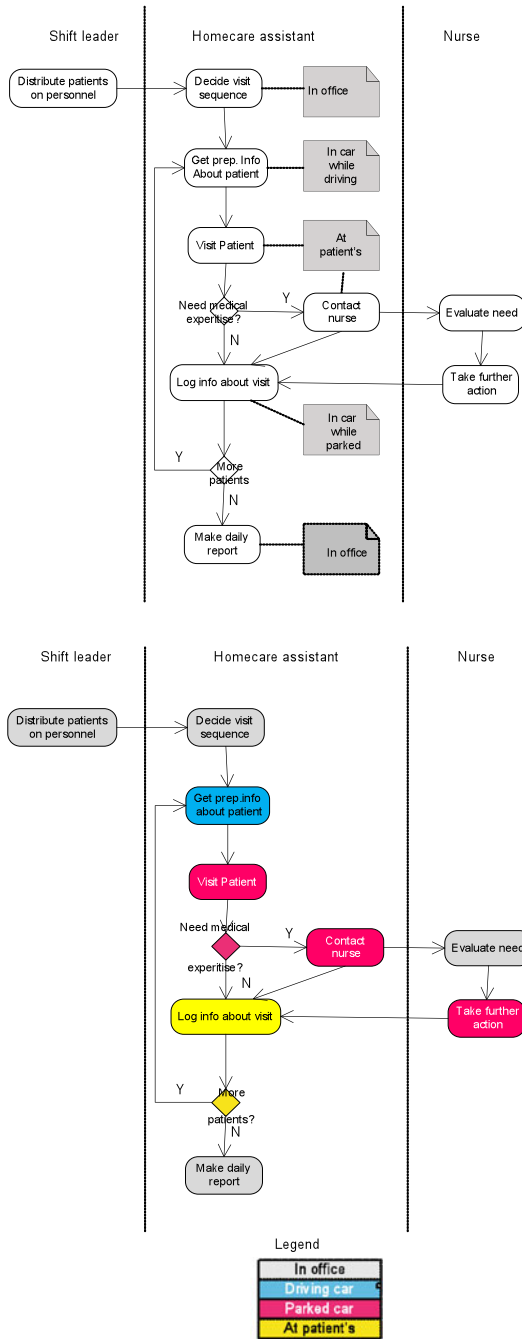 Shift leader
Homecare assistant
Nurse
Distribute patients
on personnel
Decide visit
sequence
In office
Get prep. Info
About patient
In car
while
driving
Visit Patient
At
patient's
Need medical
experitise?
Y
Contact
nurse
Evaluate need
N
Log info about visit
Take further
action
In car
while
parked
Y
More
patients
N
Make daily
report
In office
Shift leader
Homecare assistant
Nurse
Distribute patients
on personnel
Decide visit
sequence
Get prep.info
about patient
Visit Patient
Need medical
experitise?
Y
Contact
nurse
Evaluate need
N
Log info about visit
Take further
action
Y
More
patients?
N
Make daily
report
Legend
In office
Driving car
Parked car
At patient's